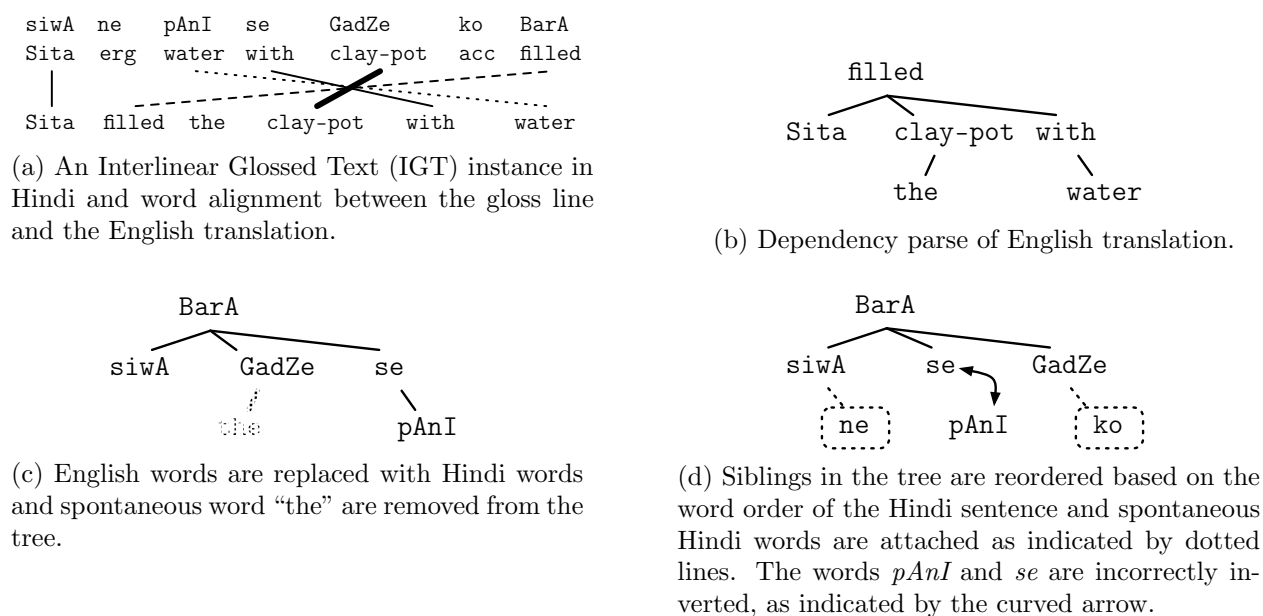 siwA ne pAnI se GadZe ko BarA
Sita erg water with clay-pot acc filled
Sita filled the clay-pot with water
(a) An Interlinear Glossed Text (IGT) instance in
Hindi and word alignment between the gloss line
and the English translation.
filled
Sita clay-pot with
the water
(b) Dependency parse of English translation.
BarA
siwA GadZe se
the pAnI
(c) English words are replaced with Hindi words
and spontaneous word “the” are removed from the
tree.
BarA
siwA se GadZe
ne pAnI ko
(d) Siblings in the tree are reordered based on the
word order of the Hindi sentence and spontaneous
Hindi words are attached as indicated by dotted
lines. The words pAnI and se are incorrectly in-
verted, as indicated by the curved arrow.